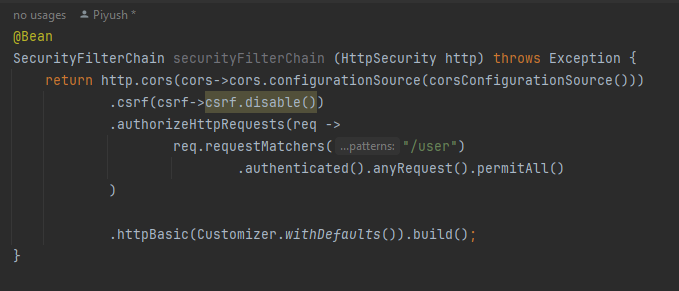 no usages Piyush *
@Bean
SecurityFilterChain securityFilterChain (HttpSecurity http) throws Exception {
return http.cors(cors->cors.configurationSource(corsConfigurationSource()))
.csrf(csrf->csrf.disable())
.authorizeHttpRequests(req ->
req.requestMatchers( ...patterns: "/user")
.authenticated().anyRequest().permitAll()
)
.httpBasic(Customizer.withDefaults()).build();
}